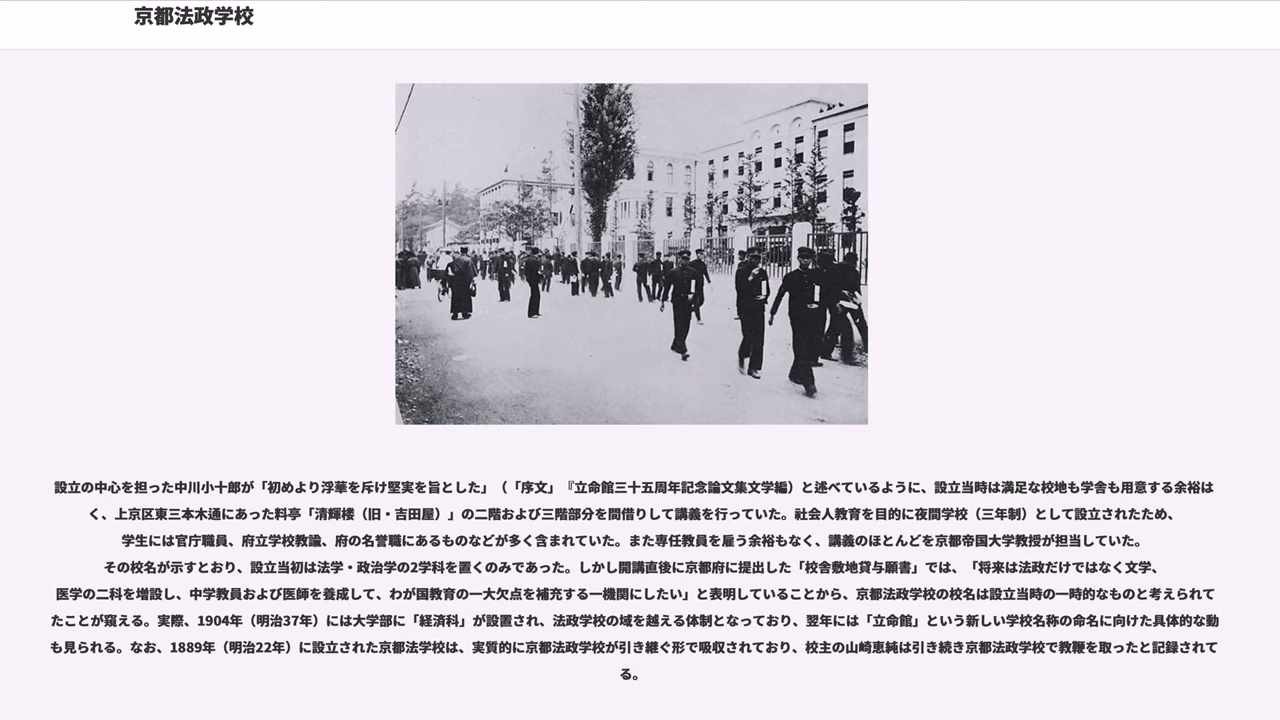 京都法政学校
設立の中心を担った中川小十郎が「初めより浮華を斥け堅実を旨とした」（「序文」『立命館三十五周年記念論文集文学編）と述べているように、設立当時は満足な校地も学舎も用意する余裕は
く、上京区東三本木通にあった料亭「清輝楼（旧・吉田屋）」の二階および三階部分を間借りして講義を行っていた。社会人教育を目的に夜間学校（三年制）として設立されたため、
学生には官庁職員、府立学校教諭、府の名誉職にあるものなどが多く含まれていた。また専任教員を雇う余裕もなく、講義のほとんどを京都帝国大学教授が担当していた。
その校名が示すとおり、設立当初は法学・政治学の2学科を置くのみであった。しかし開講直後に京都府に提出した「校舎敷地貸与願書」では、「将来は法政だけではなく文学、
医学の二科を増設し、中学教員および医師を養成して、わが国教育の一大欠点を補充する一機関にしたい」と表明していることから、京都法政学校の校名は設立当時の一時的なものと考えられて
たことが窺える。実際、1904年（明治37年）には大学部に「経済科」が設置され、法政学校の域を越える体制となっており、翌年には「立命館」という新しい学校名称の命名に向けた具体的な動
も見られる。なお、1889年（明治22年）に設立された京都法学校は、実質的に京都法政学校が引き継ぐ形で吸収されており、校主の山崎恵純は引き続き京都法政学校で教鞭を取ったと記録されて
る。